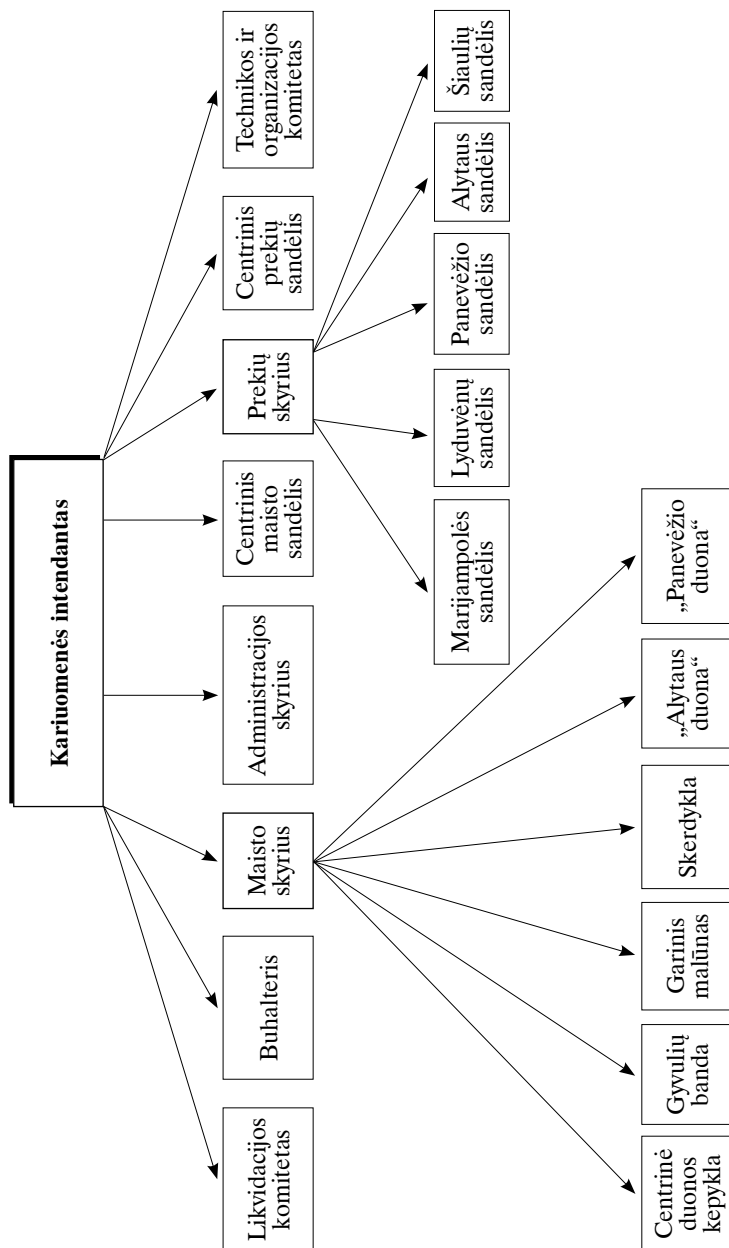 Kariuomenės intendantas
Likvidacijos
komitetas
Buhalteris
Maisto
skyrius
Administracijos
skyrius
Centrinis
maisto
sandėlis
Prekių
skyrius
Centrinis
prekių
sandėlis
Technikos ir
organizacijos
komitetas
Marijampolės
sandėlis
Lyduvėnų
sandėlis
Panevėžio
sandėlis
Alytaus
sandėlis
Šiaulių
sandėlis
Centrinė
duonos
kepykla
Gyvulių
banda
Garinis
malūnas
Skerdykla
„Alytaus
duona“
„Panevėžio
duona“